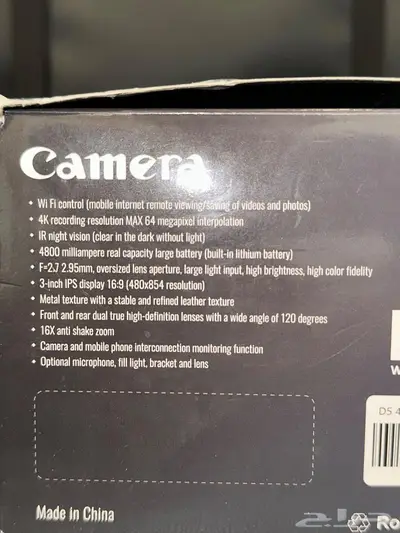 Camera
• Wi Fi control (mobile internet remote viewing/saving of videos and photos)
• 4K recording resolution MAX 64 megapixel interpolation
• IR night vision (clear in the dark without light)
• 4800 milliampere real capacity large battery (built-in lithium battery)
• F=2.7 2.95mm, oversized lens aperture, large light input, high brightness, high color fidelity
• 3-inch IPS display 16:9 (480x854 resolution)
• Metal texture with a stable and refined leather texture
• Front and rear dual true high-definition lenses with a wide angle of 120 degrees
• 16X anti shake zoom
• Camera and mobile phone interconnection monitoring function
• Optional microphone, fill light, bracket and lens
W
D5 4
Made in China
Ro
حراج